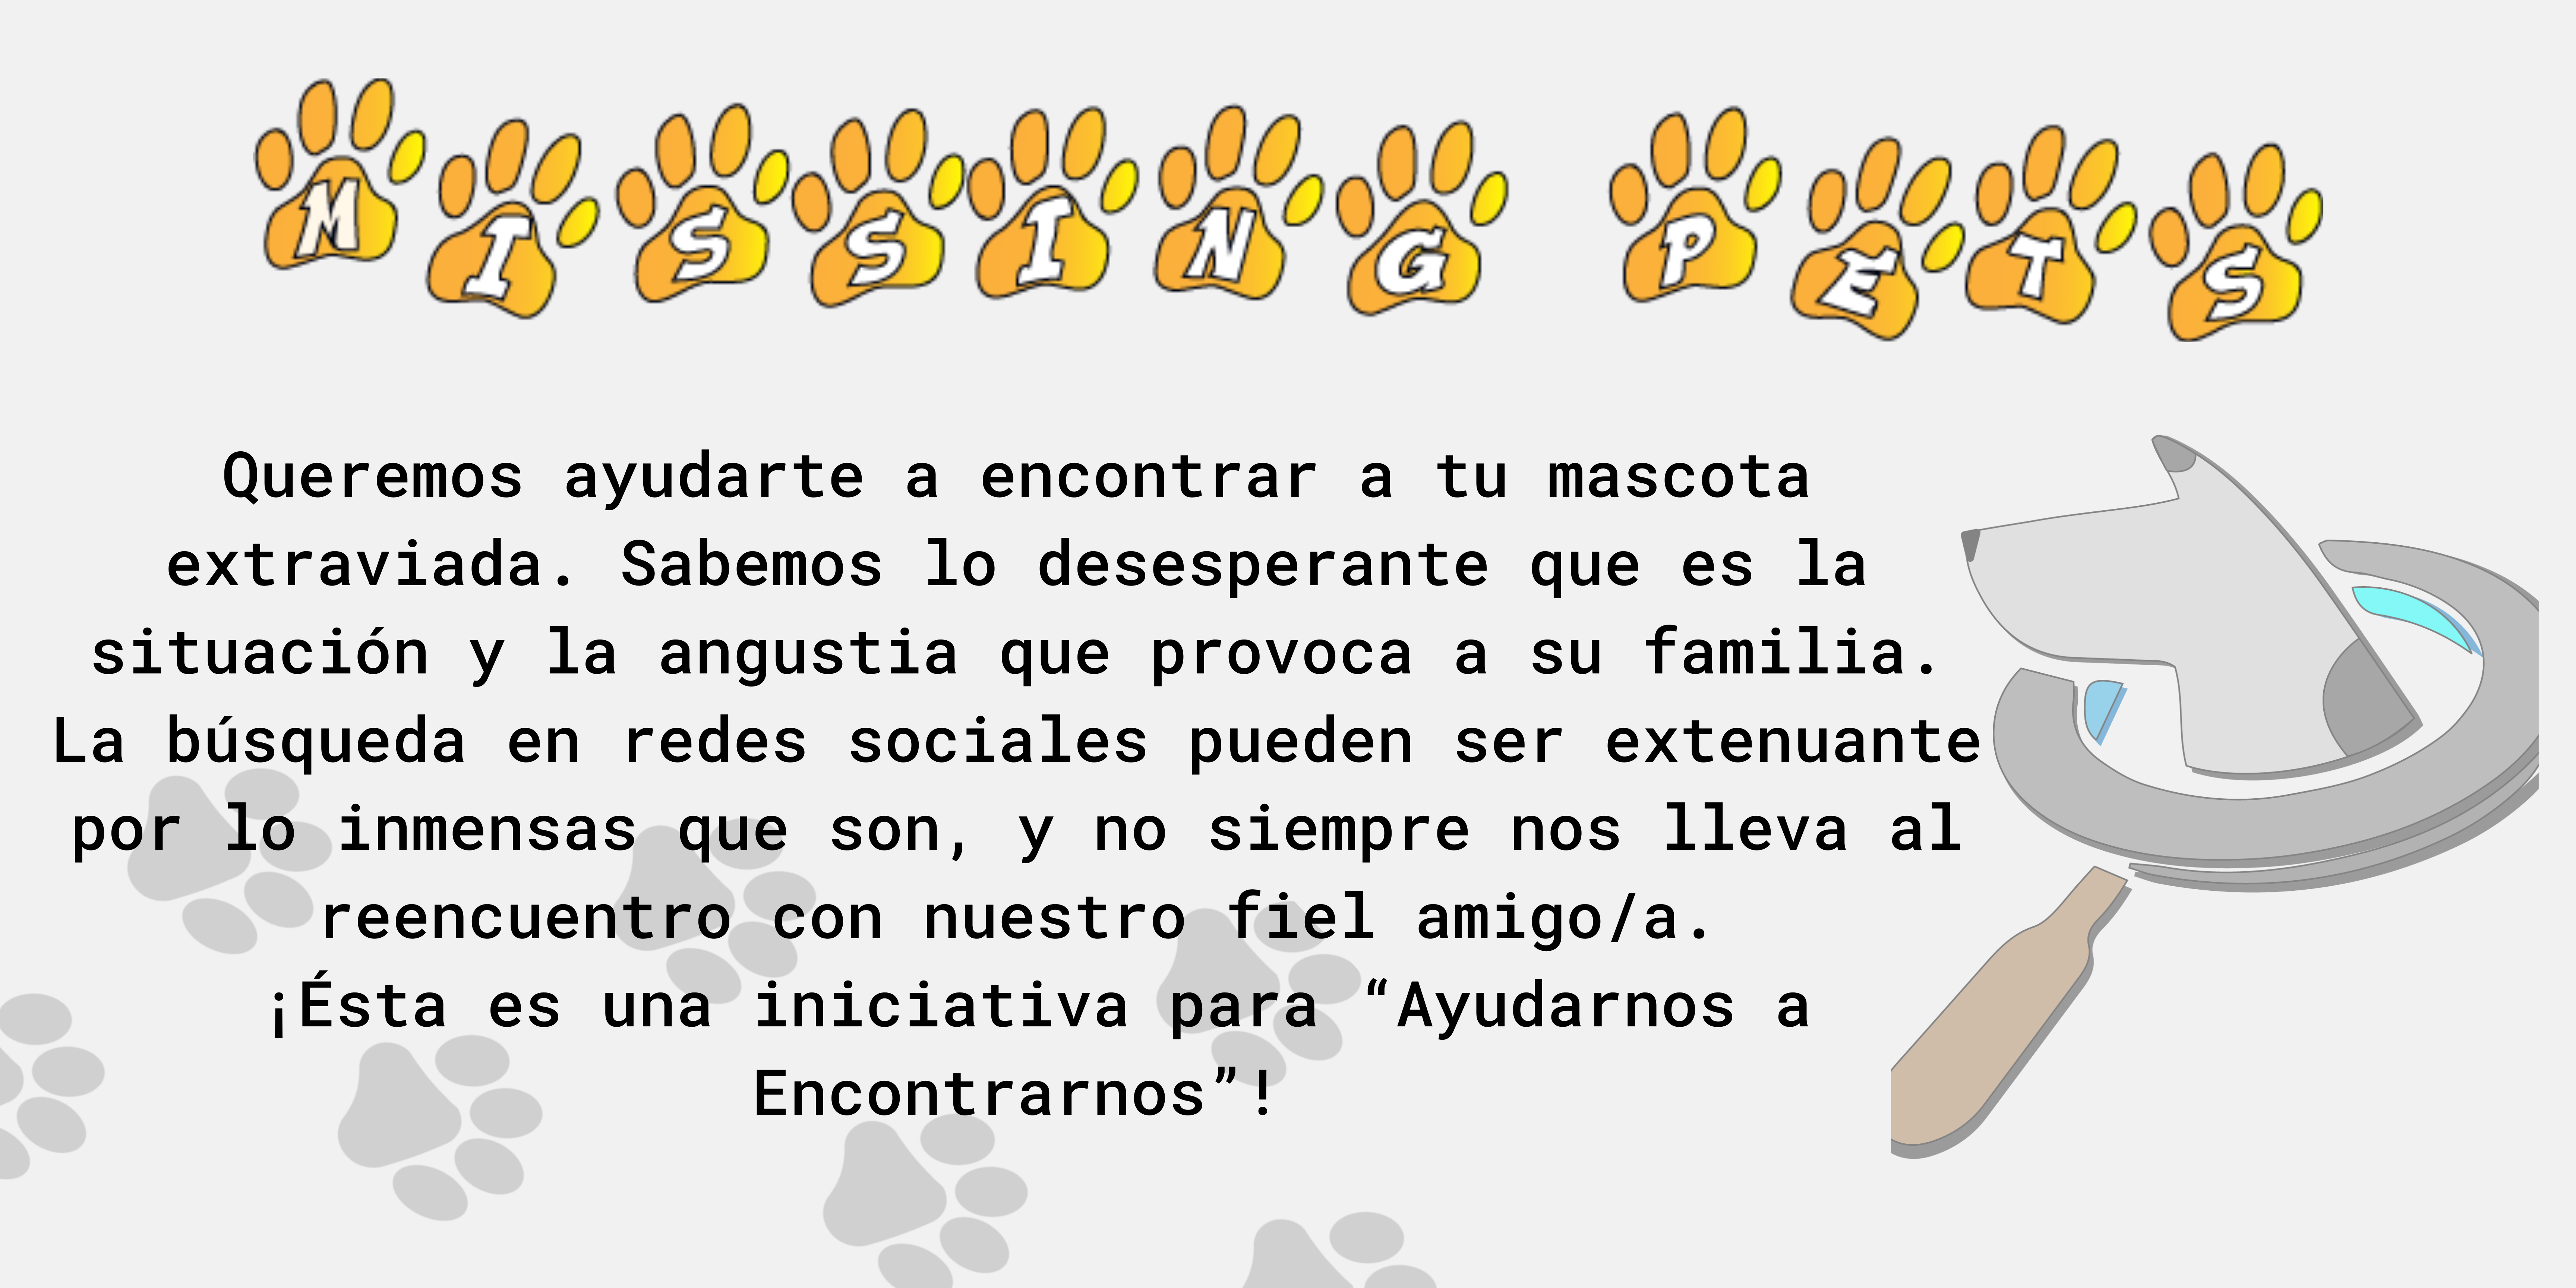 MISSING PETS
Queremos ayudarte a encontrar a tu mascota
extraviada. Sabemos lo desesperante que es la
situación y la angustia que provoca a su familia.
La búsqueda en redes sociales pueden ser extenuante
por lo inmensas que son, y no siempre nos lleva al
reencuentro con nuestro fiel amigo/a.
¡Ésta es una iniciativa para “Ayudarnos a
Encontrarnos”!